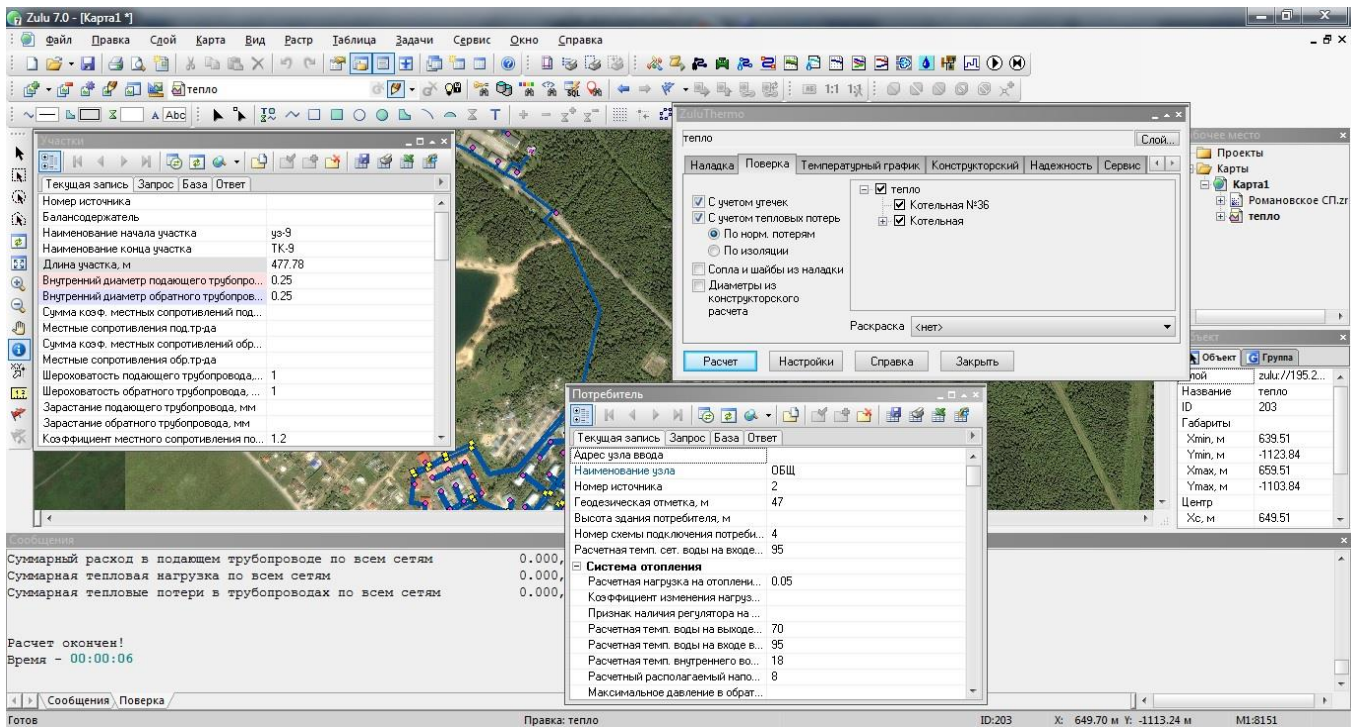 Zulu 7.0 - [Карта1 *]
Файл Правка Слой Карта Вид Растр Таблица Задачи Сервис Окно Справка
тепло
1:1
A Abc
T
Участки
Текущая запись Запрос База Ответ
Номер источника
Балансодержатель
Наименование начала участка уз-9
Наименование конца участка ТК-9
Длина участка, м 477.78
Внутренний диаметр подающего трубопро... 0.25
Внутренний диаметр обратного трубопров... 0.25
Сумма коэф. местных сопротивлений под...
Местные сопротивления под.тр-да
Сумма коэф. местных сопротивлений обр...
Местные сопротивления обр.тр-да
Шероховатость подающего трубопровода,... 1
Шероховатость обратного трубопровода, ... 1
Зарастание подающего трубопровода, мм
Зарастание обратного трубопровода, мм
Коэффициент местного сопротивления по... 1.2
ZuluThermo
тепло Слой...
Наладка Поверка Температурный график Конструкторский Надежность Сервис
С учетом утечек
С учетом тепловых потерь
По норм. потерям
По изоляции
Сопла и шайбы из наладки
Диаметры из
конструкторского
расчета
тепло
Котельная №36
Котельная
Раскраска <нет>
Расчет Настройки Справка Закрыть
бочее место
Проекты
Карты
Карта1
Романовское СП.zr
тепло
Потребитель
Текущая запись Запрос База Ответ
Адрес узла ввода
Наименование узла ОБЩ
Номер источника 2
Геодезическая отметка, м 47
Высота здания потребителя, м
Номер схемы подключения потреби... 4
Расчетная темп. сет. воды на входе... 95
Система отопления
Расчетная нагрузка на отоплени... 0.05
Коэффициент изменения нагруз...
Признак наличия регулятора на ...
Расчетная темп. воды на выходе... 70
Расчетная темп. воды на входе в... 95
Расчетная темп. внутреннего во... 18
Расчетный располагаемый напо... 8
Максимальное давление в обрат...
бъект
Объект Группа
лой zulu://195.2...
Название тепло
ID 203
Габариты
Xmin, м 639.51
Ymin, м -1123.84
Xmax, м 659.51
Ymax, м -1103.84
Центр
Xc, м 649.51
Сообщения
Суммарный расход в подающем трубопроводе по всем сетям 0.000,
Суммарная тепловая нагрузка по всем сетям 0.000,
Суммарная тепловые потери в трубопроводах по всем сетям 0.000,
Расчет окончен!
Время - 00:00:06
Сообщения Поверка
Готов Правка: тепло ID:203 X: 649.70 м Y: -1113.24 м М1:8151